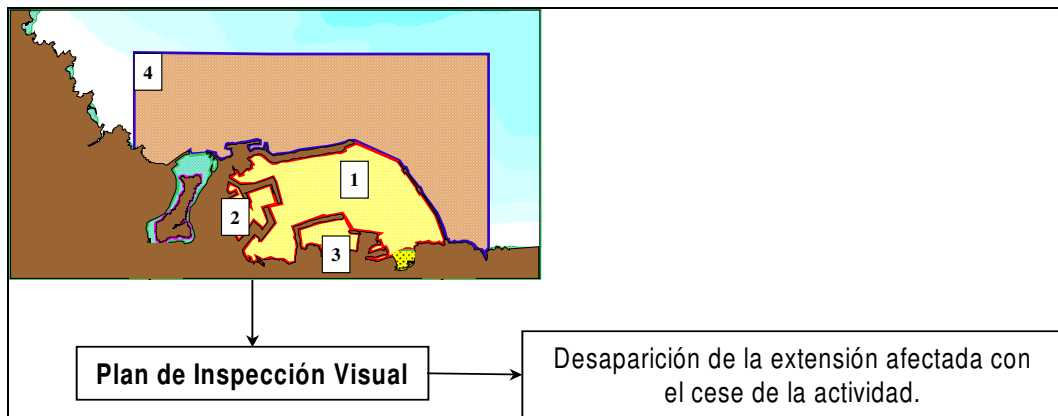 4
1
2
3
Plan de Inspección Visual
Desaparición de la extensión afectada con
el cese de la actividad.